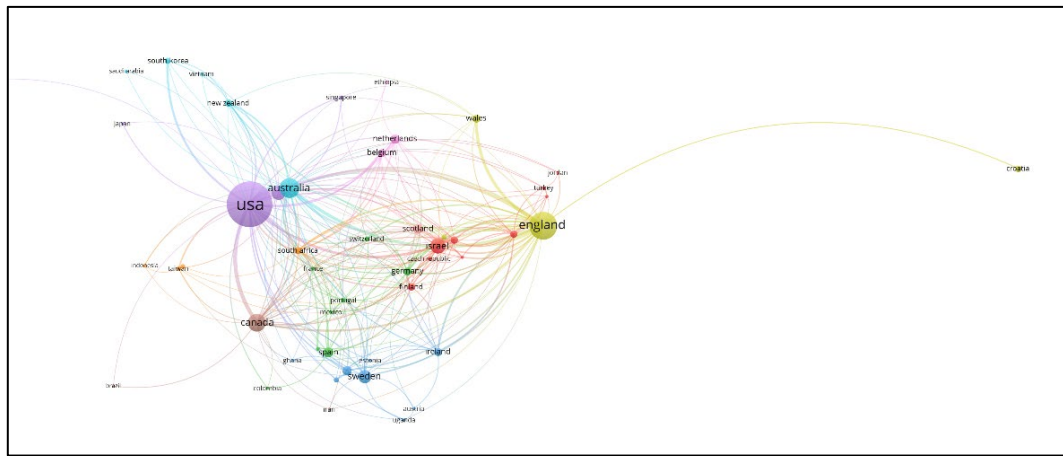 south korea
saudi arabia
vietnam
ethiopia
singapore
new zealand
japan
wales
netherlands
belgium
croatia
jordan
turkey
australia
usa
england
scotland
switzerland
israel
south africa
czech republic
indonesia
taiwan
france
germany
finland
portugal
mexico
canada
spain
ireland
ghana
estonia
sweden
brazil
colombia
iran
austria
uganda